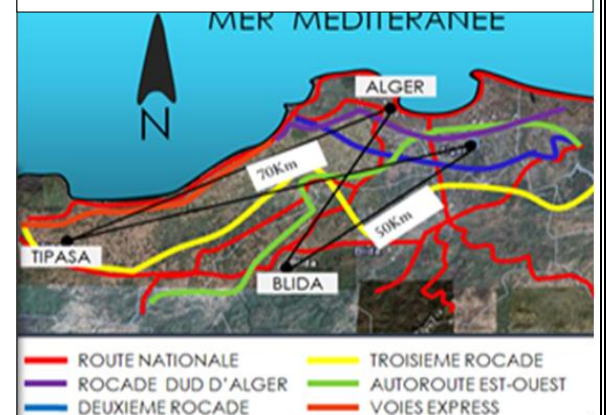 MER MEDITERANEE
ALGER
N
70Km
50Km
TIPASA
BLIDA
ROUTE NATIONALE
TROISIEME ROCADE
ROCADE DUD D'ALGER
AUTOROUTE EST-OUEST
DEUXIEME ROCADE
VOIES EXPRESS